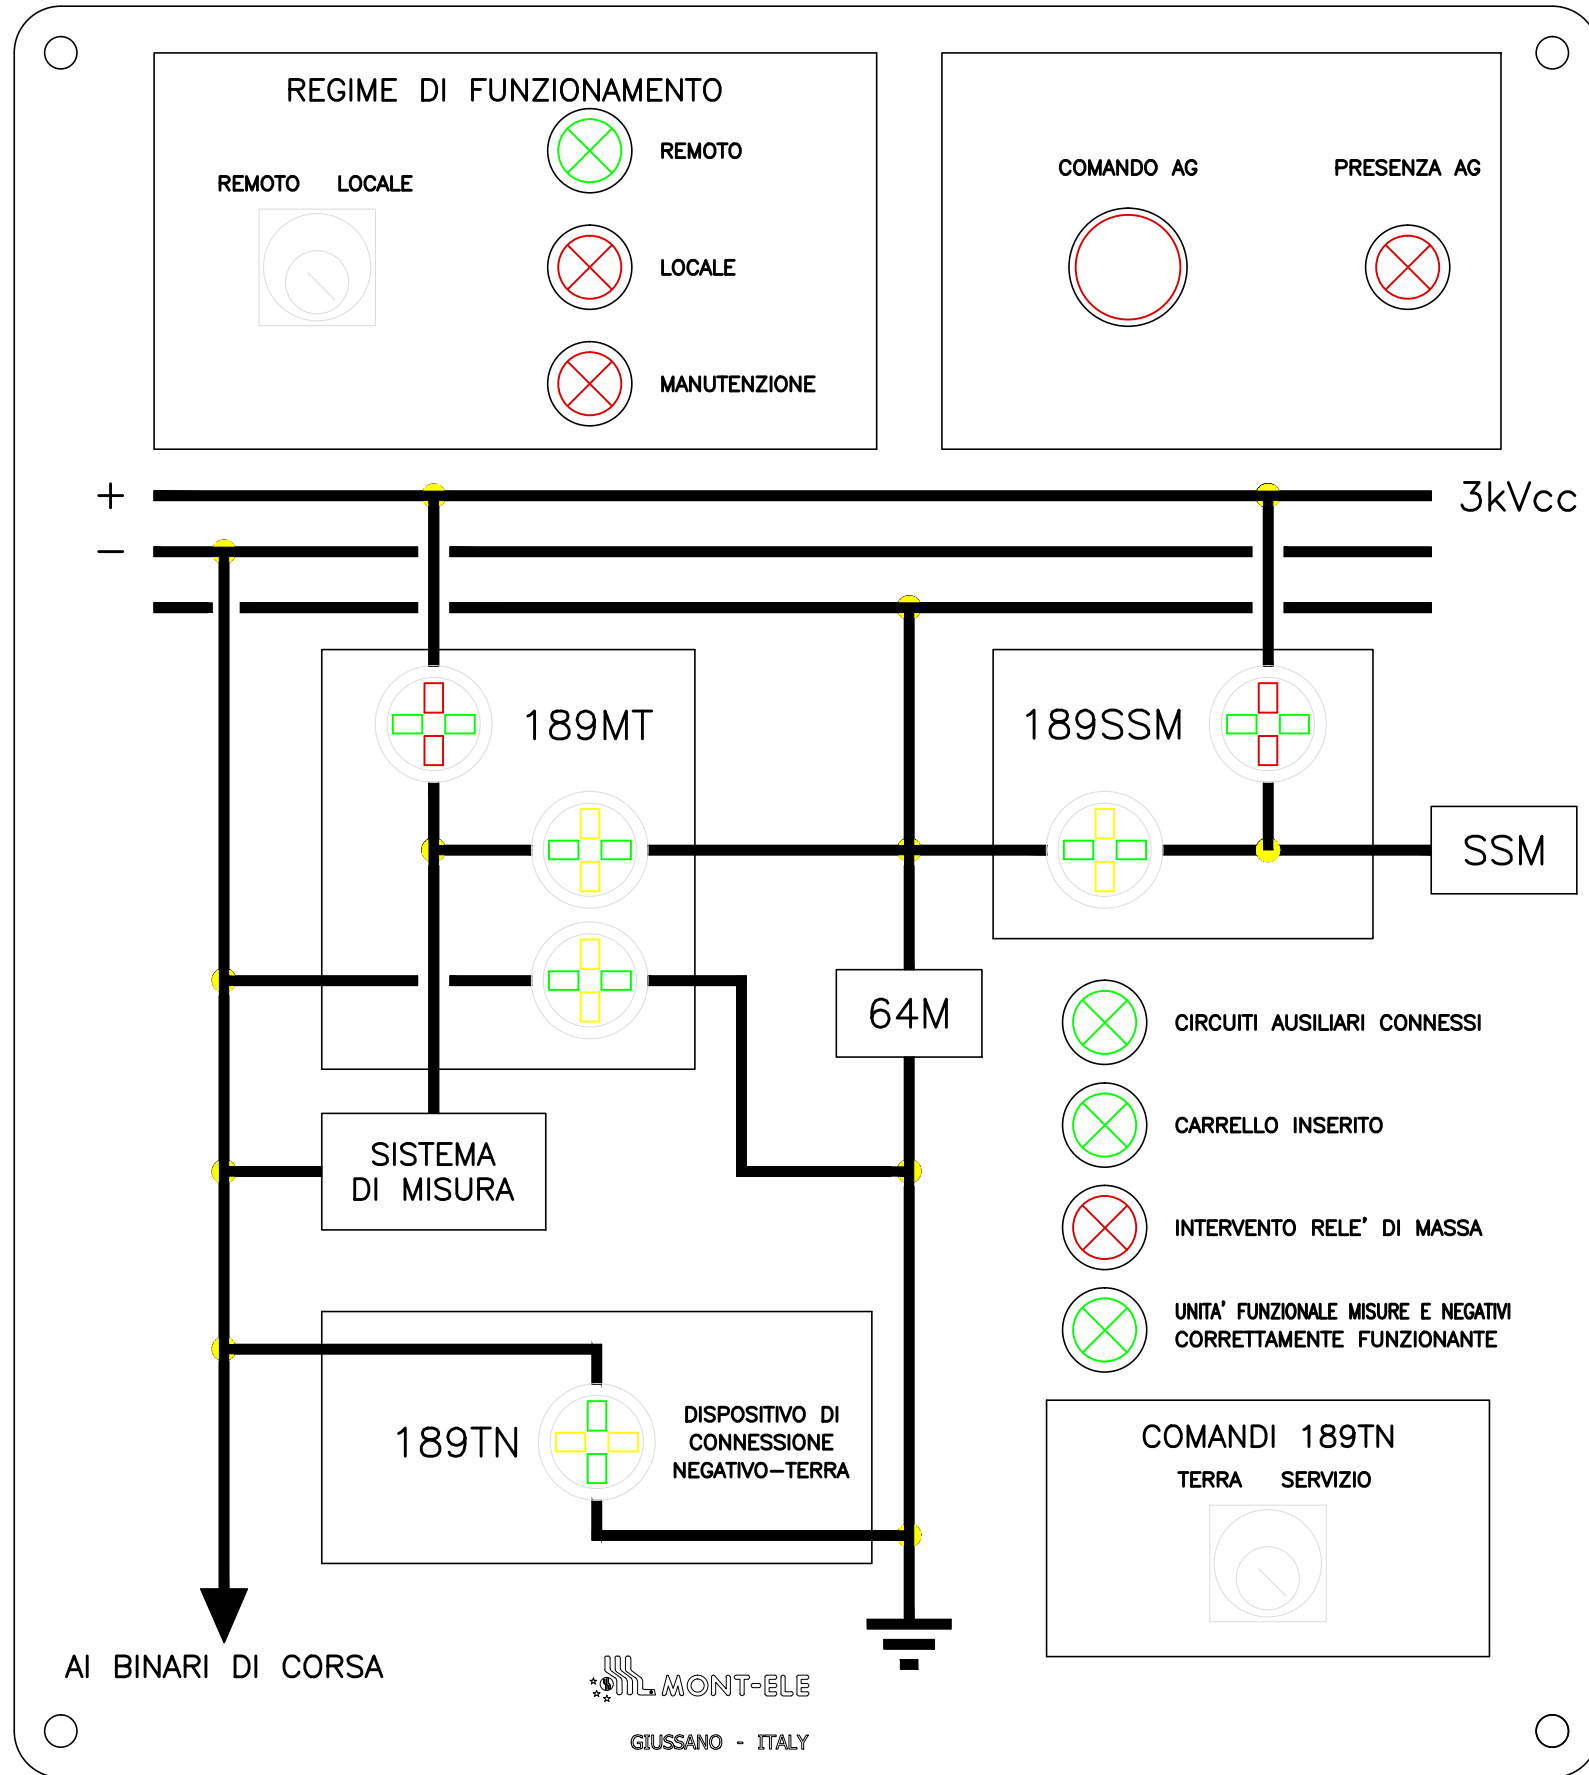 REGIME DI FUNZIONAMENTO
REMOTO LOCALE
REMOTO
LOCALE
MANUTENZIONE
COMANDO AG
PRESENZA AG
+
3kVcc
-
189MT
189SSM
SSM
64M
SISTEMA
DI MISURA
CIRCUITI AUSILIARI CONNESSI
CARRELLO INSERITO
INTERVENTO RELE' DI MASSA
UNITA' FUNZIONALE MISURE E NEGATIVI
CORRETTAMENTE FUNZIONANTE
189TN
DISPOSITIVO DI
CONNESSIONE
NEGATIVO-TERRA
COMANDI 189TN
TERRA SERVIZIO
AI BINARI DI CORSA
MONT-ELE
GIUSSANO - ITALY